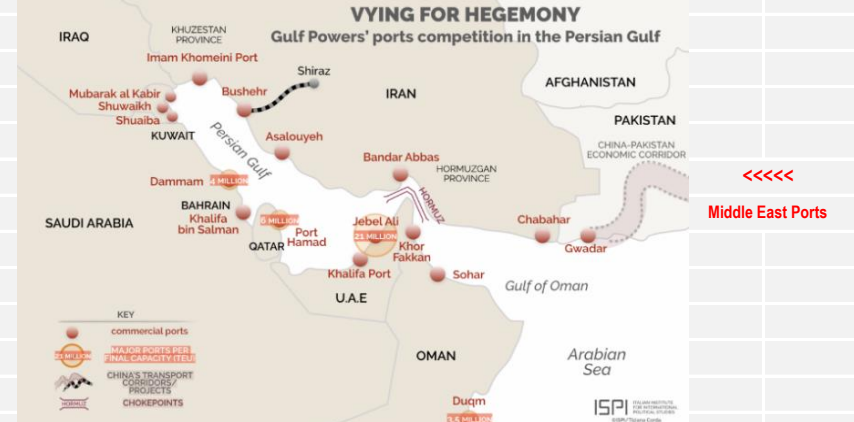 VYING FOR HEGEMONY
Gulf Powers' ports competition in the Persian Gulf
IRAQ
KHUZESTAN
PROVINCE
Imam Khomeini Port
Shiraz
Mubarak al Kabir
Shuwaikh
Shuaiba
Bushehr
IRAN
AFGHANISTAN
PAKISTAN
KUWAIT
Persian Gulf
Asalouyeh
CHINA-PAKISTAN
ECONOMIC CORRIDOR
Bandar Abbas
HORMUZGAN
PROVINCE
<<<<<
Middle East Ports
Dammam
4 MILLION
HORMUZ
BAHRAIN
Khalifa
bin Salman
SAUDI ARABIA
6 MILLION
Port
Hamad
QATAR
Jebel Ali
21 MILLION
Khor
Fakkan
Chabahar
Gwadar
Khalifa Port
Sohar
Gulf of Oman
U.A.E
KEY
commercial ports
21 MILLION
MAJOR PORTS PER
FINAL CAPACITY (TEU)
CHINA'S TRANSPORT
CORRIDORS/
PROJECTS
HORMUZ
CHOKEPOINTS
OMAN
Arabian
Sea
Duqm
3,5 MILLION
ISPI
ITALIAN INSTITUTE
FOR INTERNATIONAL
POLITICAL STUDIES